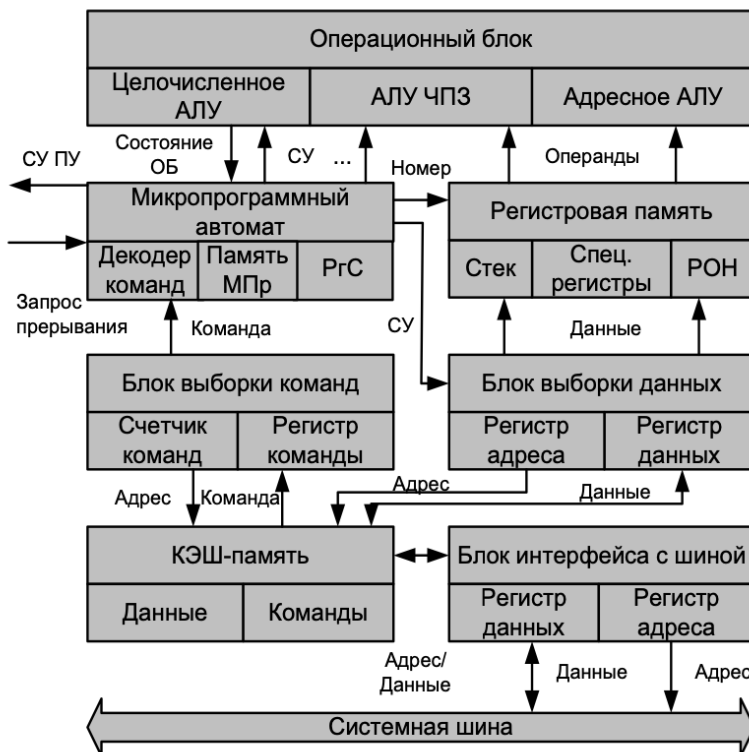 Операционный блок
Целочисленное
АЛУ
АЛУ ЧПЗ
Адресное АЛУ
Состояние
ОБ
СУ
...
Операнды
СУ ПУ
Номер
Микропрограммный
автомат
Регистровая память
Декодер
команд
Память
МПр
РгС
Стек
Спец.
регистры
РОН
Запрос
прерывания
Команда
СУ
Данные
Блок выборки команд
Блок выборки данных
Счетчик
команд
Регистр
команды
Регистр
адреса
Регистр
данных
Адрес
Команда
Адрес
Данные
КЭШ-память
Блок интерфейса с шиной
Данные
Команды
Регистр
данных
Регистр
адреса
Адрес/
Данные
Данные
Адрес
Системная шина